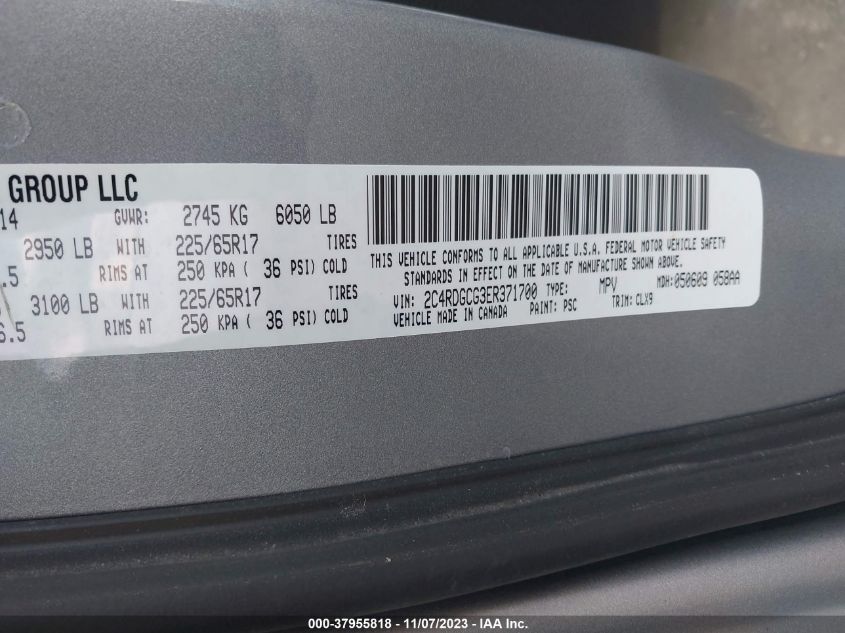 GROUP LLC
14 GVWR: 2745 KG 6050 LB
2950 LB WITH 225/65R17 TIRES
.5 RIMS AT 250 KPA ( 36 PSI) COLD
3100 LB WITH 225/65R17 TIRES
6.5 RIMS AT 250 KPA ( 36 PSI) COLD
THIS VEHICLE CONFORMS TO ALL APPLICABLE U.S.A. FEDERAL MOTOR VEHICLE SAFETY
STANDARDS IN EFFECT ON THE DATE OF MANUFACTURE SHOWN ABOVE.
VIN: 2C4RDGCG3ER371700 TYPE: MPV MDH:050609 058AA
VEHICLE MADE IN CANADA PAINT: PSC TRIM: CLX9
000-37955818 - 11/07/2023 - Copyright IAA, Inc.